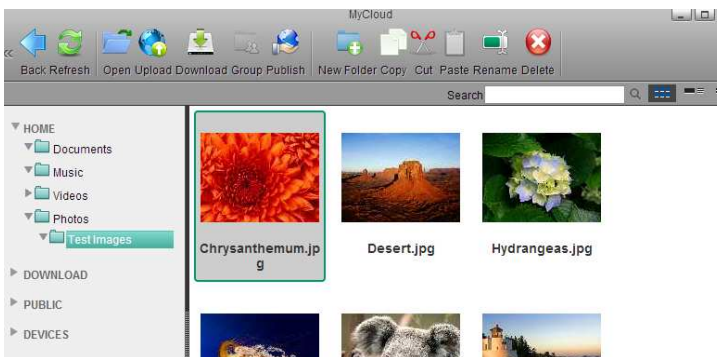 MyCloud
Back Refresh Open Upload Download Group Publish New Folder Copy Cut Paste Rename Delete
Search
HOME
Documents
Music
Videos
Photos
Test Images
DOWNLOAD
PUBLIC
DEVICES
Chrysanthemum.jp
g
Desert.jpg
Hydrangeas.jpg